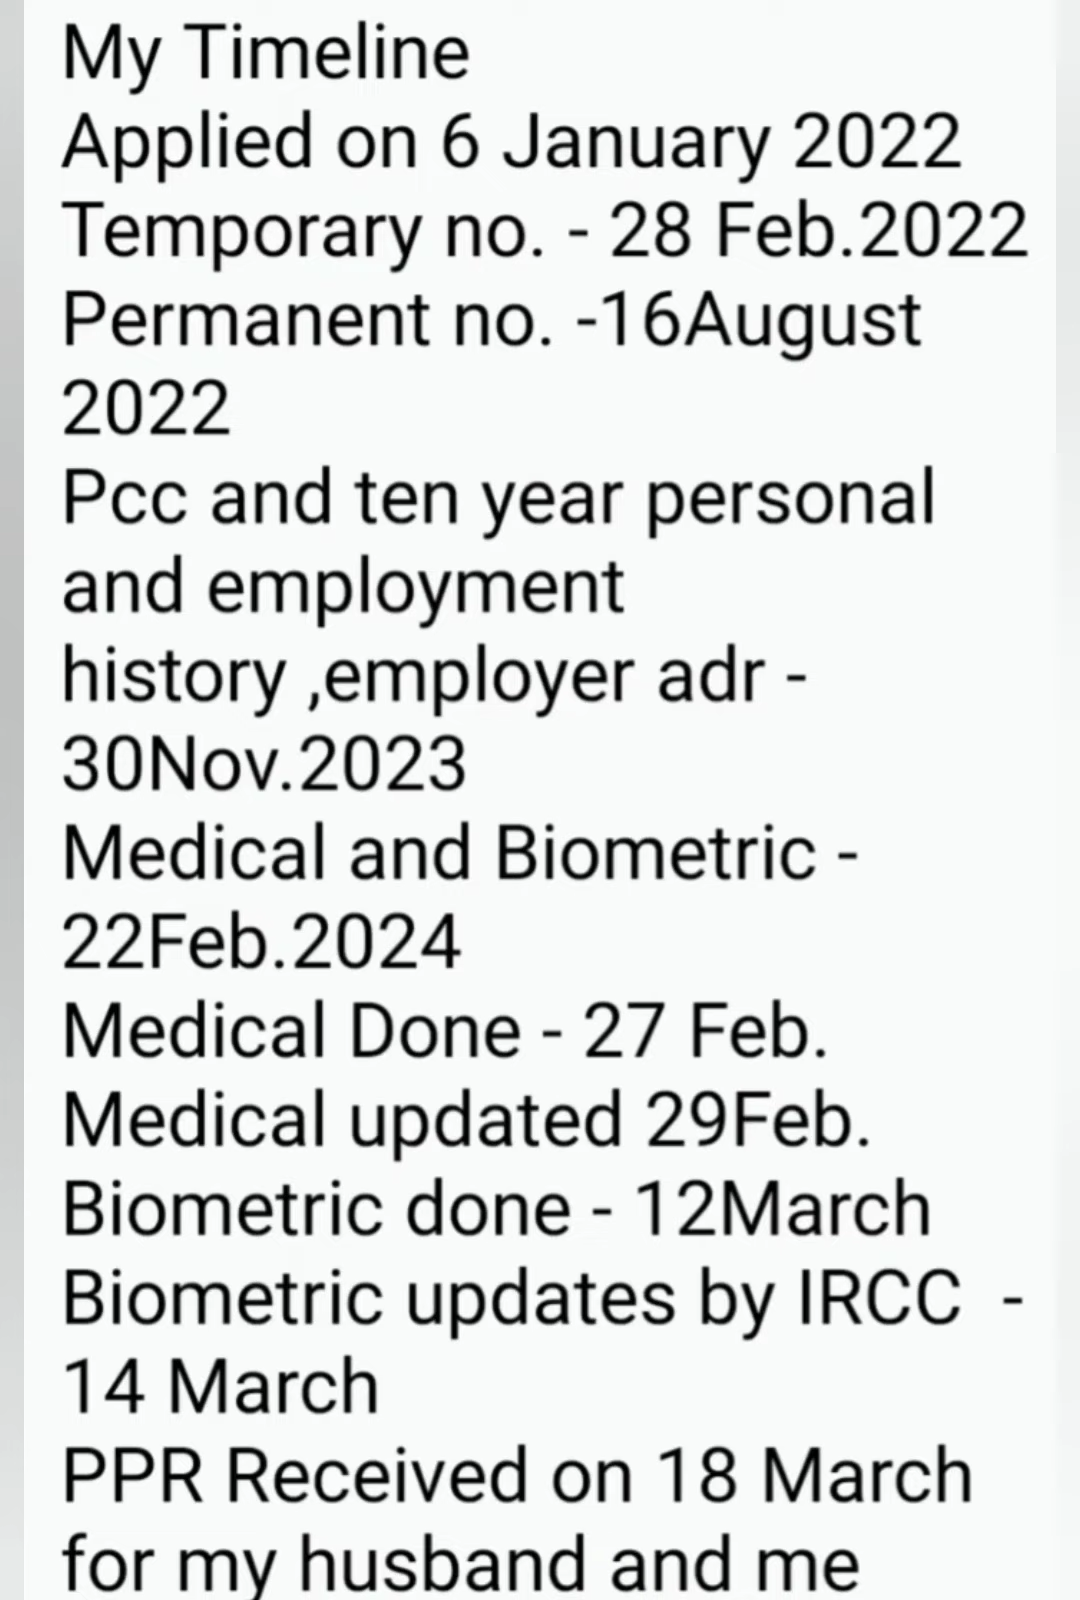 My Timeline
Applied on 6 January 2022
Temporary no. - 28 Feb.2022
Permanent no. -16August
2022
Pcc and ten year personal
and employment
history ,employer adr -
30Nov.2023
Medical and Biometric -
22Feb.2024
Medical Done - 27 Feb.
Medical updated 29Feb.
Biometric done - 12March
Biometric updates by IRCC  -
14 March
PPR Received on 18 March
for my husband and me